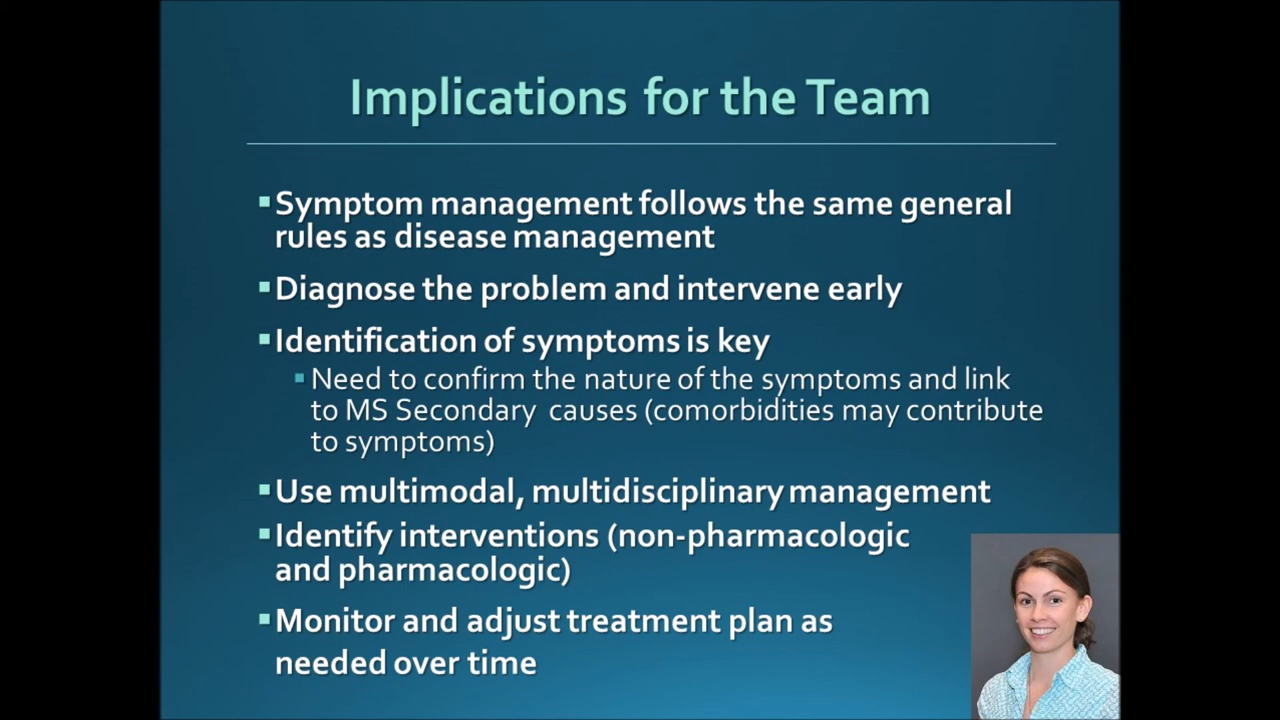 Implications for the Team
Symptom management follows the same general
rules as disease management
Diagnose the problem and intervene early
Identification of symptoms is key
Need to confirm the nature of the symptoms and link
to MS Secondary causes (comorbidities may contribute
to symptoms)
Use multimodal, multidisciplinary management
Identify interventions (non-pharmacologic
and pharmacologic)
Monitor and adjust treatment plan as
needed over time